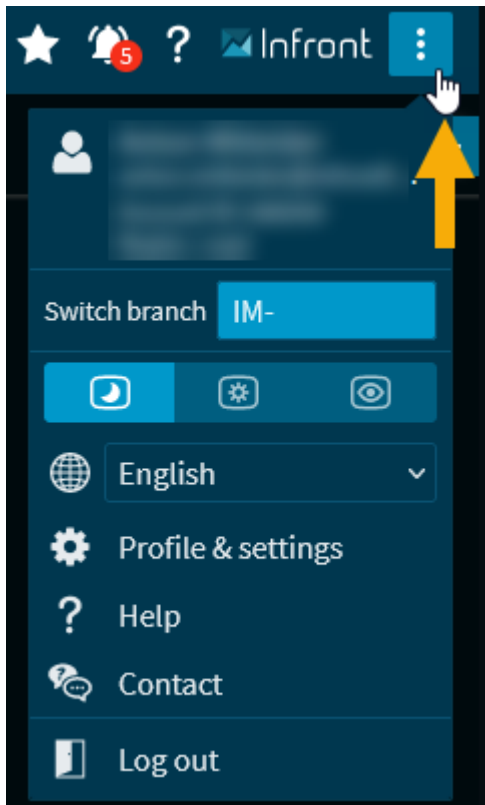 5 ? Infront
Switch branch IM-
English
Profile & settings
? Help
? Contact
Log out